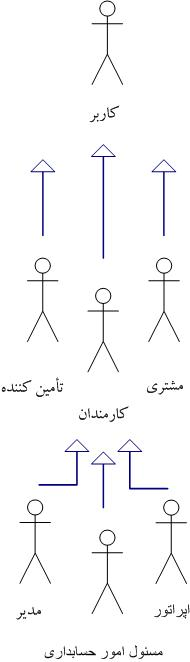 کاربر
مشتری
تأمین کننده
کارمندان
اپراتور
مدیر
مسئول امور حسابداری